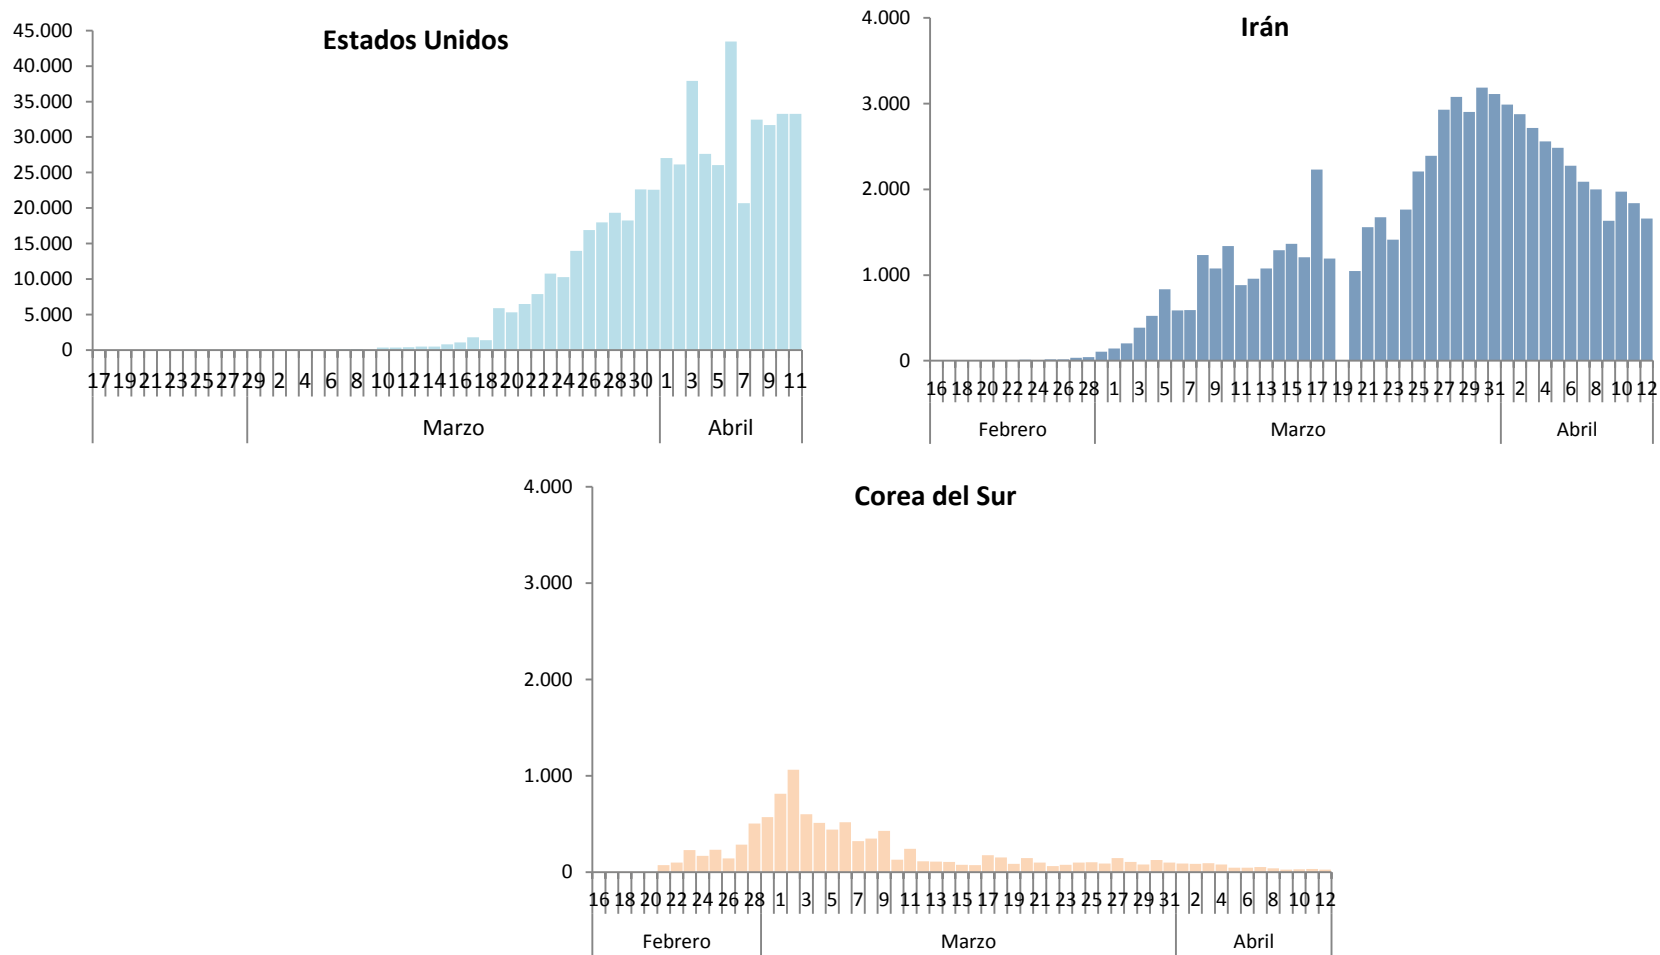 Estados Unidos
45.000
40.000
35.000
30.000
25.000
20.000
15.000
10.000
5.000
0
17 19 21 23 25 27 29 2 4 6 8 10 12 14 16 18 20 22 24 26 28 30 1 3 5 7 9 11
Marzo Abril
Irán
4.000
3.000
2.000
1.000
0
16 18 20 22 24 26 28 1 3 5 7 9 11 13 15 17 19 21 23 25 27 29 31 2 4 6 8 10 12
Febrero Marzo Abril
Corea del Sur
4.000
3.000
2.000
1.000
0
16 18 20 22 24 26 28 1 3 5 7 9 11 13 15 17 19 21 23 25 27 29 31 2 4 6 8 10 12
Febrero Marzo Abril